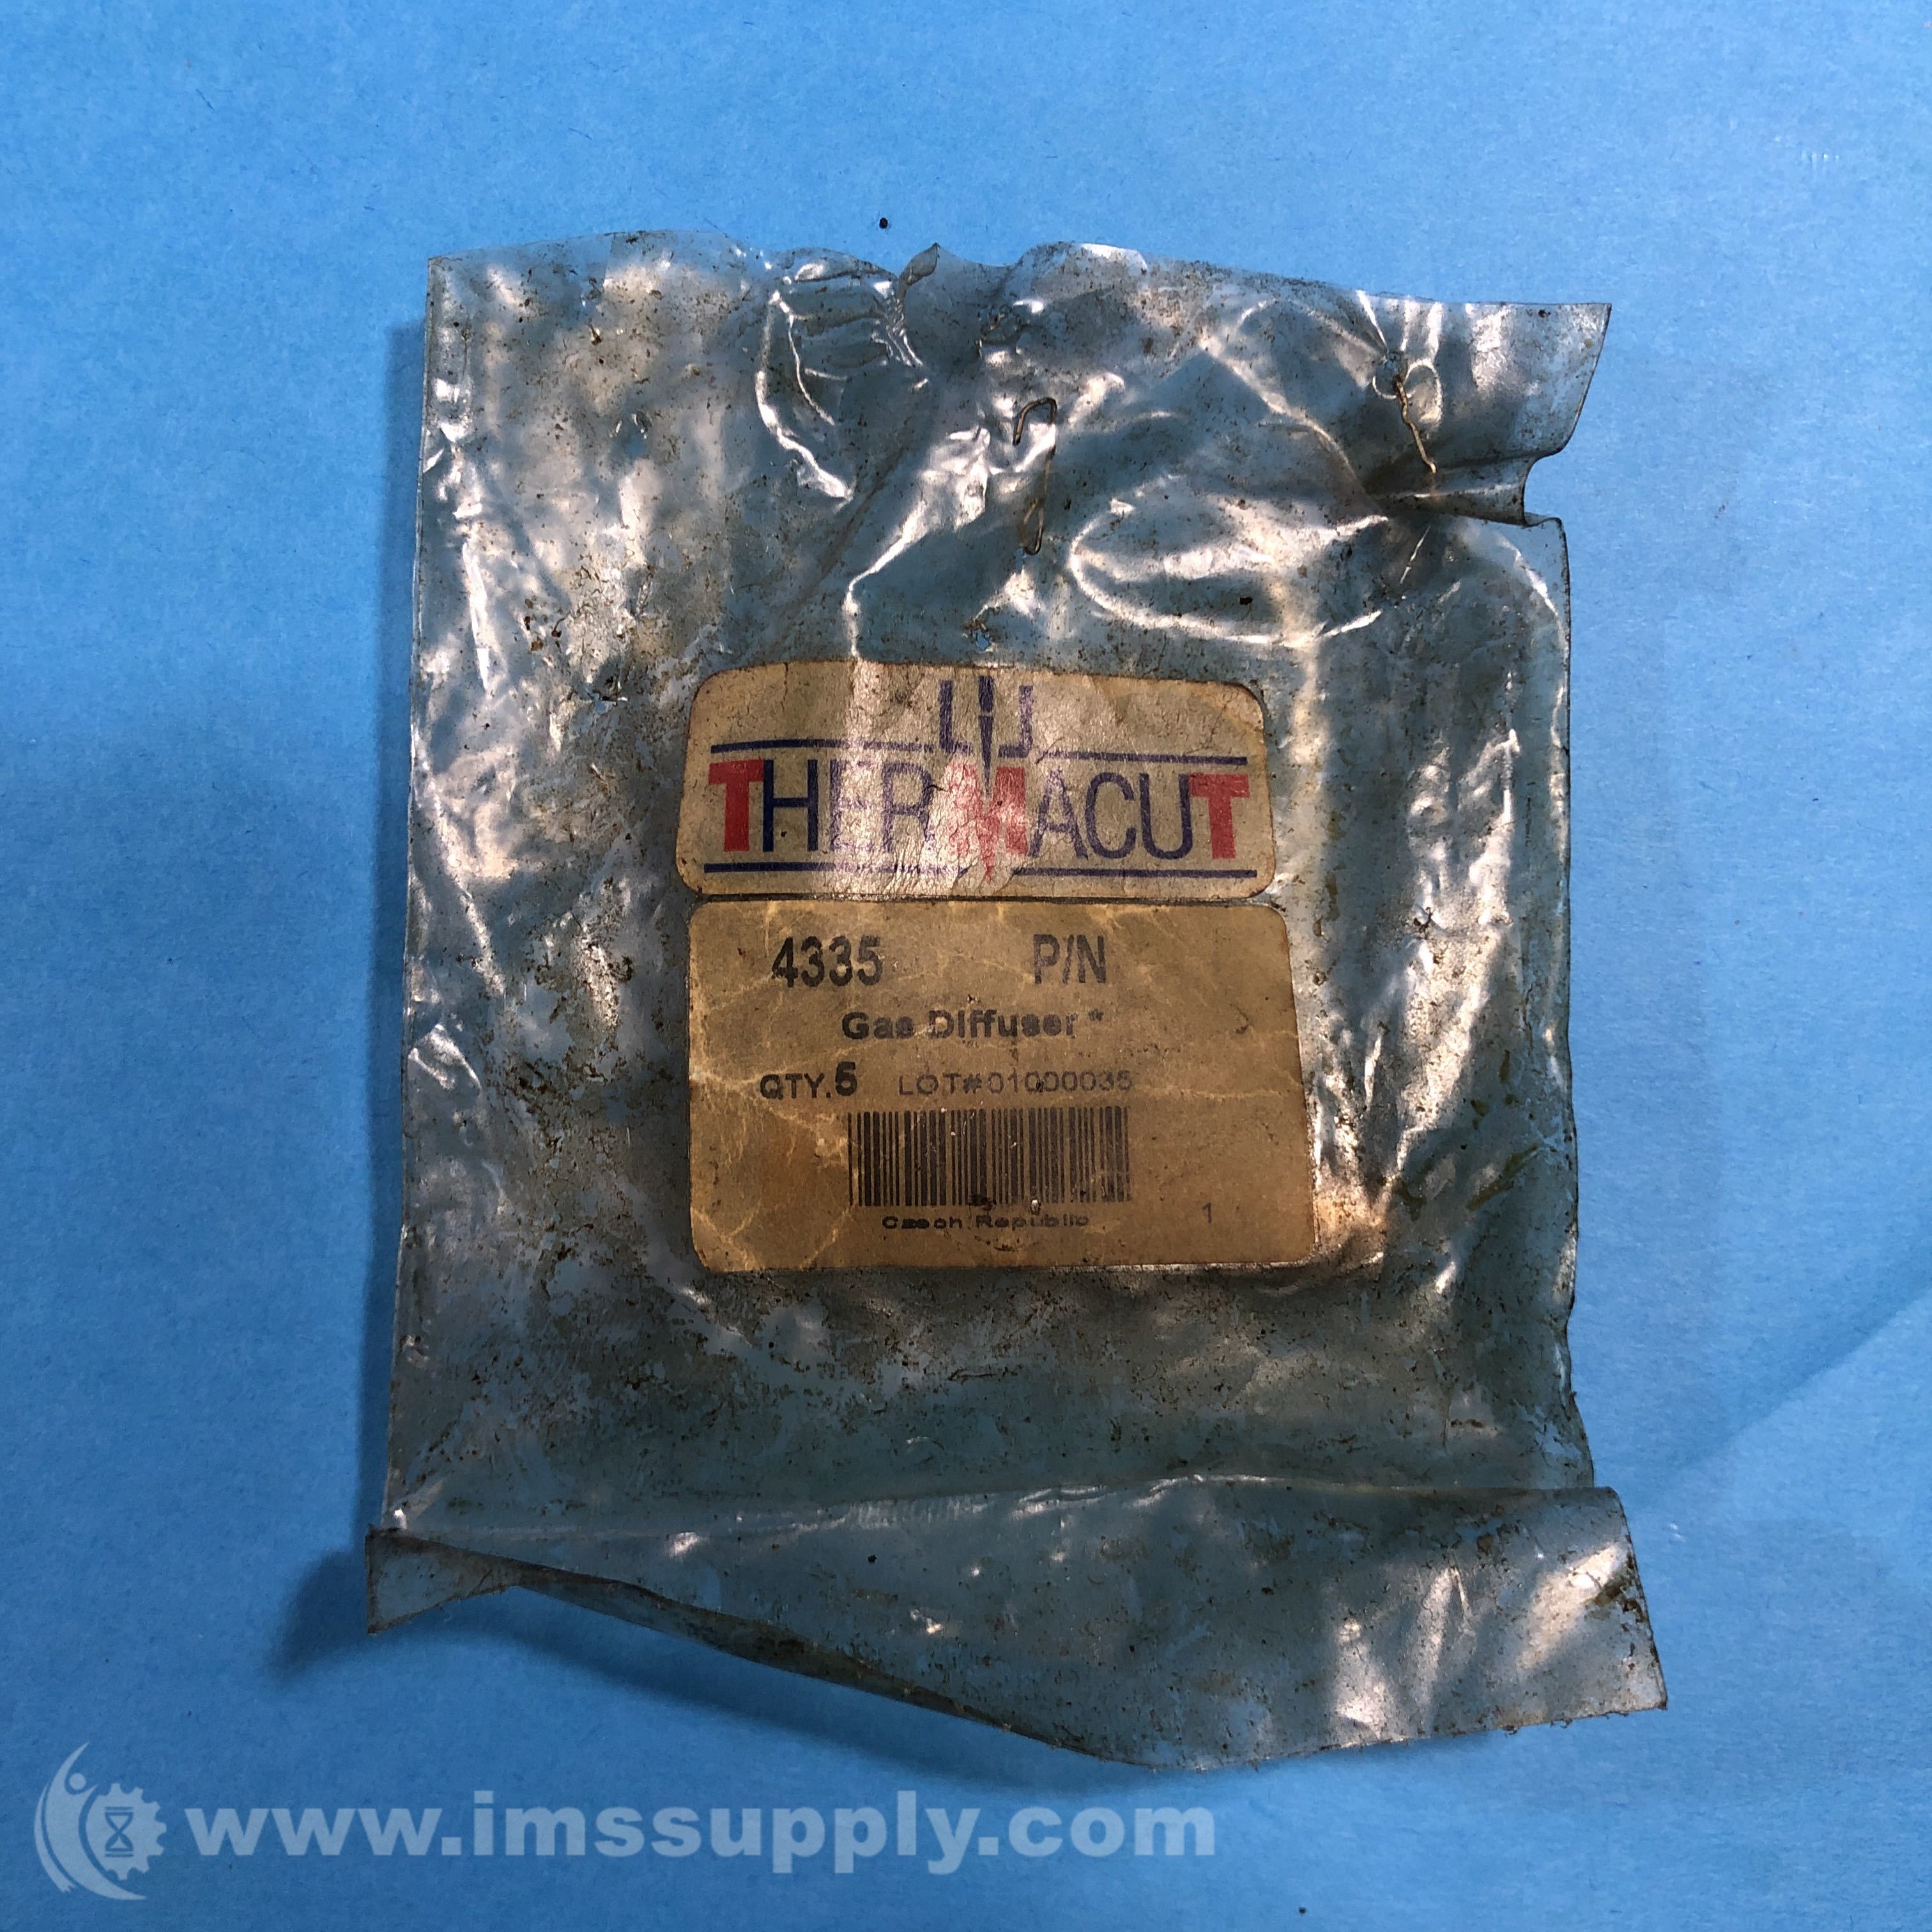 THERMACUT
4335 P/N
Gas Diffuser *
QTY.5 LOT#01000035
Czech Republic 1
www.imssupply.com